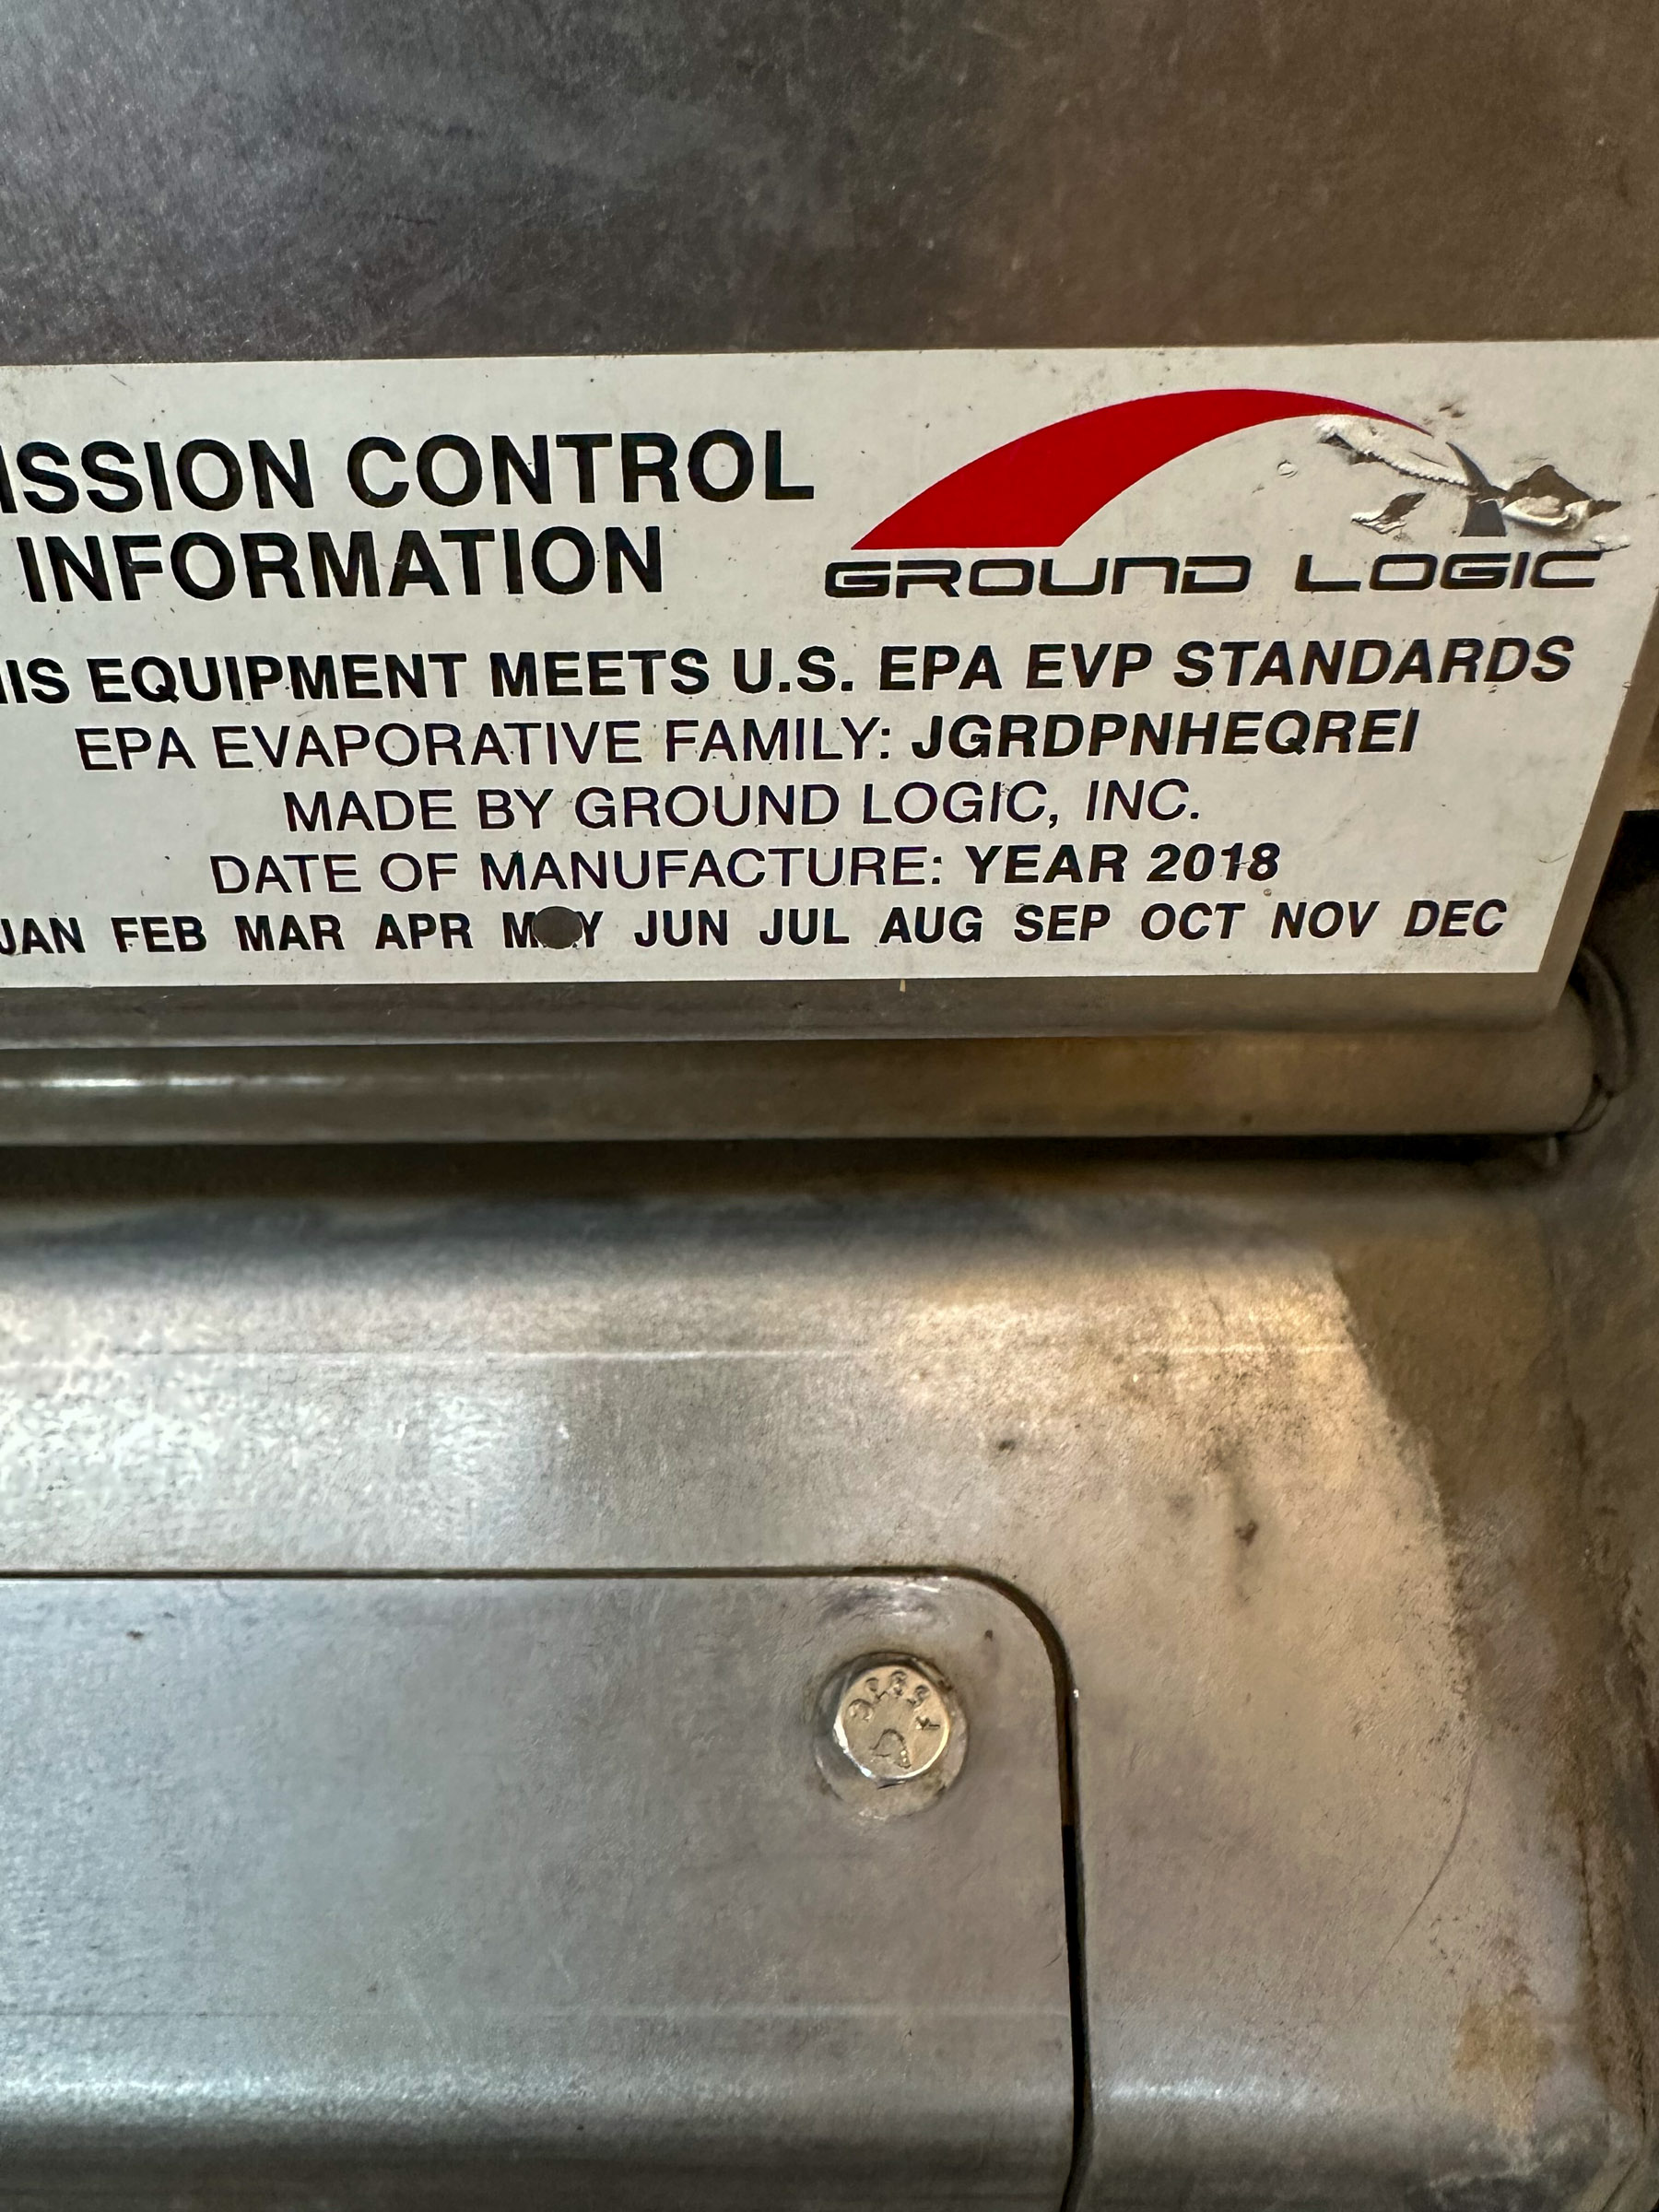 ISSION CONTROL
INFORMATION
GROUND LOGIC
IS EQUIPMENT MEETS U.S. EPA EVP STANDARDS
EPA EVAPORATIVE FAMILY: JGRDPNHEQREI
MADE BY GROUND LOGIC, INC.
DATE OF MANUFACTURE: YEAR 2018
JAN FEB MAR APR M Y JUN JUL AUG SEP OCT NOV DEC